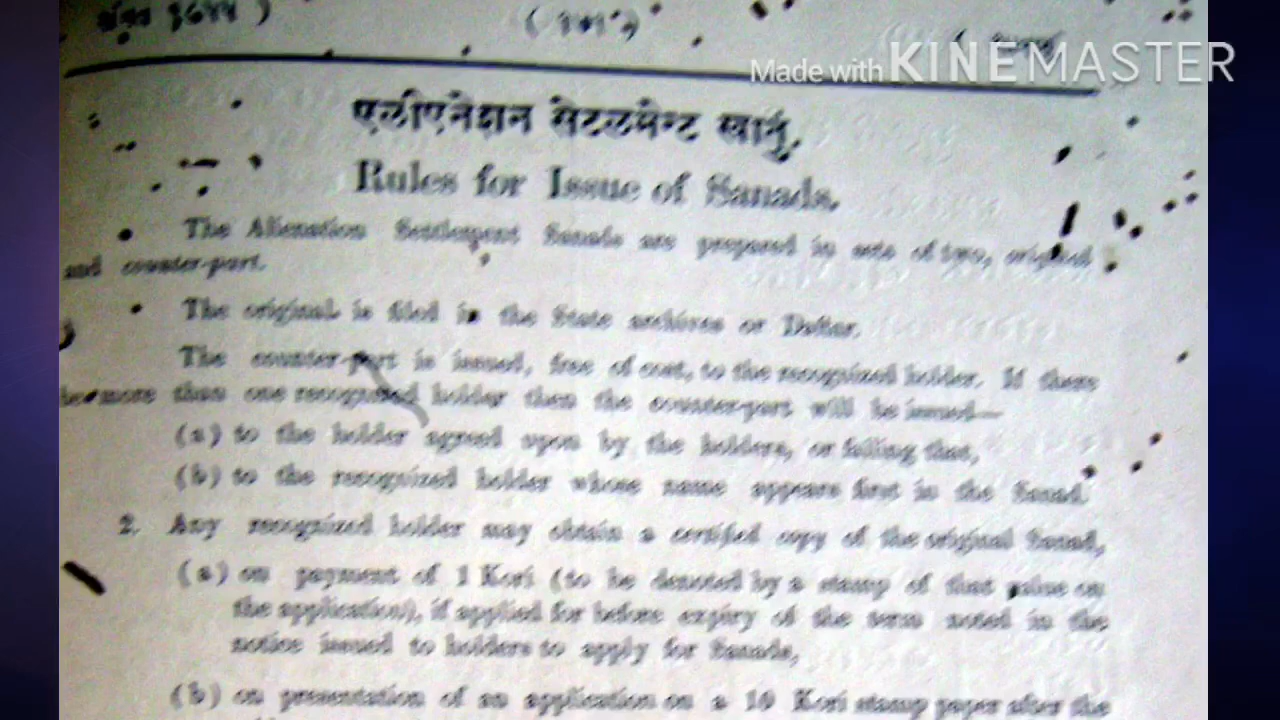 Made with KINEMASTER
एलीएनेशन सेटलमेन्ट खातुं.
Rules for Issue of Sanads.
The Alienation Settlement Sanads are prepared in sets of two, original
and counter-part.
The original is filed in the State archives or Daftar.
The counter-part is issued, free of cost, to the recognized holder. If there
be more than one recognized holder then the counter-part will be issued—
(a) to the holder agreed upon by the holders, or failing that,
(b) to the recognized holder whose name appears first in the Sanad.
2. Any recognized holder may obtain a certified copy of the original Sanad,
(a) on payment of 1 Kori (to be denoted by a stamp of that value on
the application), if applied for before expiry of the term noted in the
notice issued to holders to apply for Sanads,
(b) on presentation of an application on a 10 Kori stamp paper after the